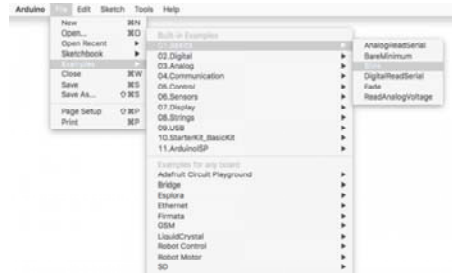 Arduino File Edit Sketch Tools Help
New ⌘N
Open... ⌘O
Open Recent
Sketchbook
Examples
Close ⌘W
Save ⌘S
Save As... ⇧⌘S
Page Setup ⇧⌘P
Print ⌘P
Built-in Examples
01.Basics
02.Digital
03.Analog
04.Communication
05.Control
06.Sensors
07.Display
08.Strings
09.USB
10.StarterKit_BasicKit
11.ArduinoISP
Examples for any board
Adafruit Circuit Playground
Bridge
Esplora
Ethernet
Firmata
GSM
LiquidCrystal
Robot Control
Robot Motor
SD
AnalogReadSerial
BareMinimum
Blink
DigitalReadSerial
Fade
ReadAnalogVoltage